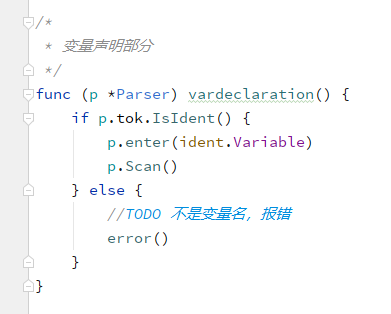 /*
 * 变量声明部分
 */
func (p *Parser) vardeclaration() {
    if p.tok.IsIdent() {
        p.enter(ident.Variable)
        p.Scan()
    } else {
        //TODO 不是变量名，报错
        error()
    }
}